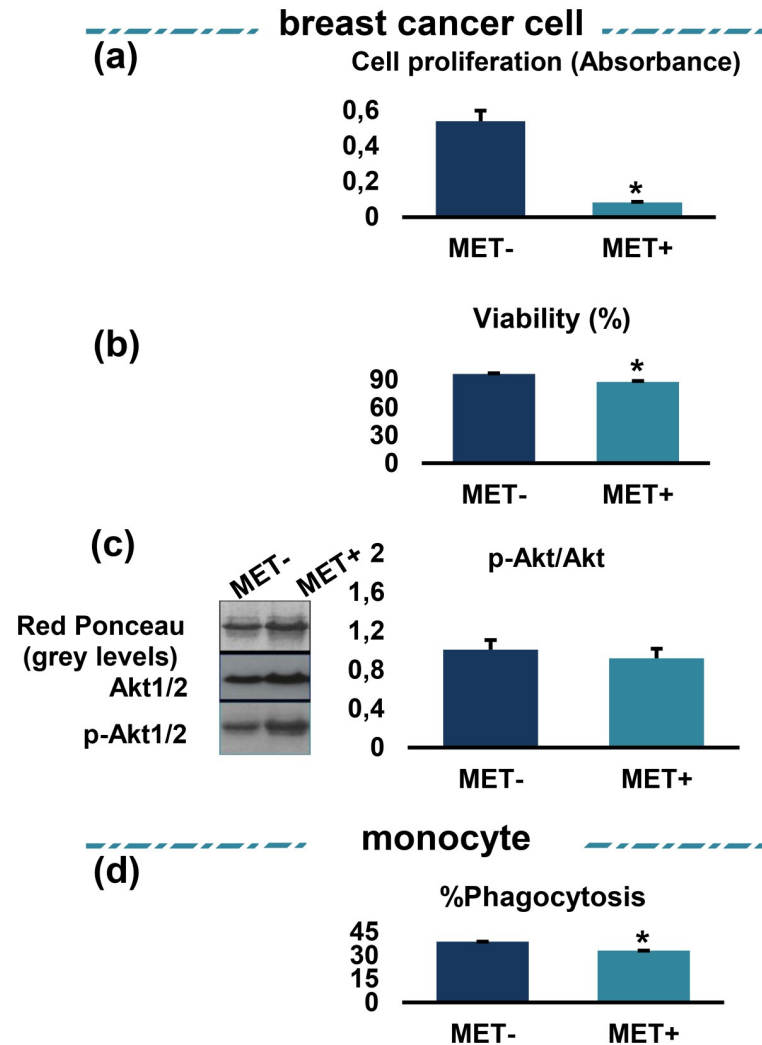 breast cancer cell
(a)
Cell proliferation (Absorbance)
0,6
0,4
0,2
0
*
MET-
MET+
(b)
Viability (%)
90
60
30
0
*
MET-
MET+
(c)
MET-
MET+
Red Ponceau
(grey levels)
Akt1/2
p-Akt1/2
p-Akt/Akt
2
1,6
1,2
0,8
0,4
0
MET-
MET+
monocyte
(d)
%Phagocytosis
45
30
15
0
*
MET-
MET+